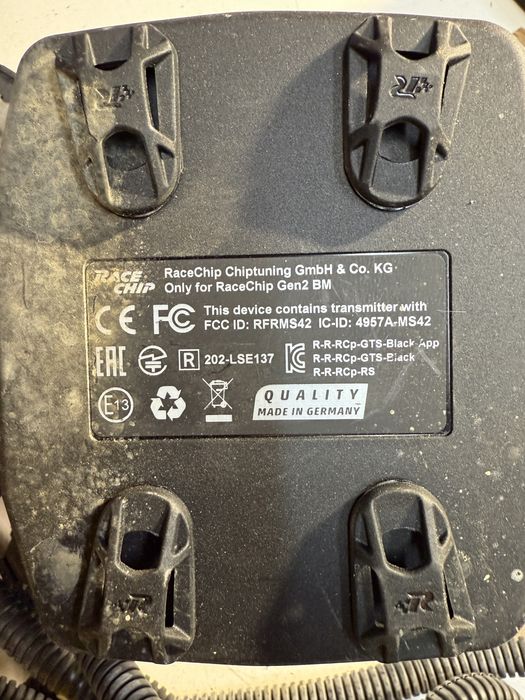 RACE CHIP
RaceChip Chiptuning GmbH & Co. KG
Only for RaceChip Gen2 BM
CE FC This device contains transmitter with
FCC ID: RFRMS42 IC-ID: 4957A-MS42
EAC R 202-LSE137
R-R-RCp-GTS-Black-App
R-R-RCp-GTS-Black
R-R-RCp-RS
E13
QUALITY
MADE IN GERMANY